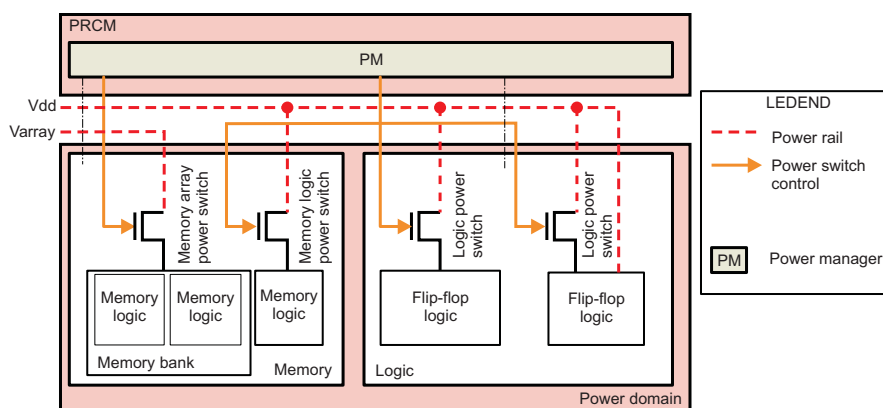 PRCM
PM
Vdd
Varray
LEDEND
Power rail
Power switch
control
PM
Power manager
Memory array
power switch
Memory logic
power switch
Logic power
switch
Logic power
switch
Memory
logic
Memory
logic
Memory
logic
Flip-flop
logic
Flip-flop
logic
Memory bank
Memory
Logic
Power domain